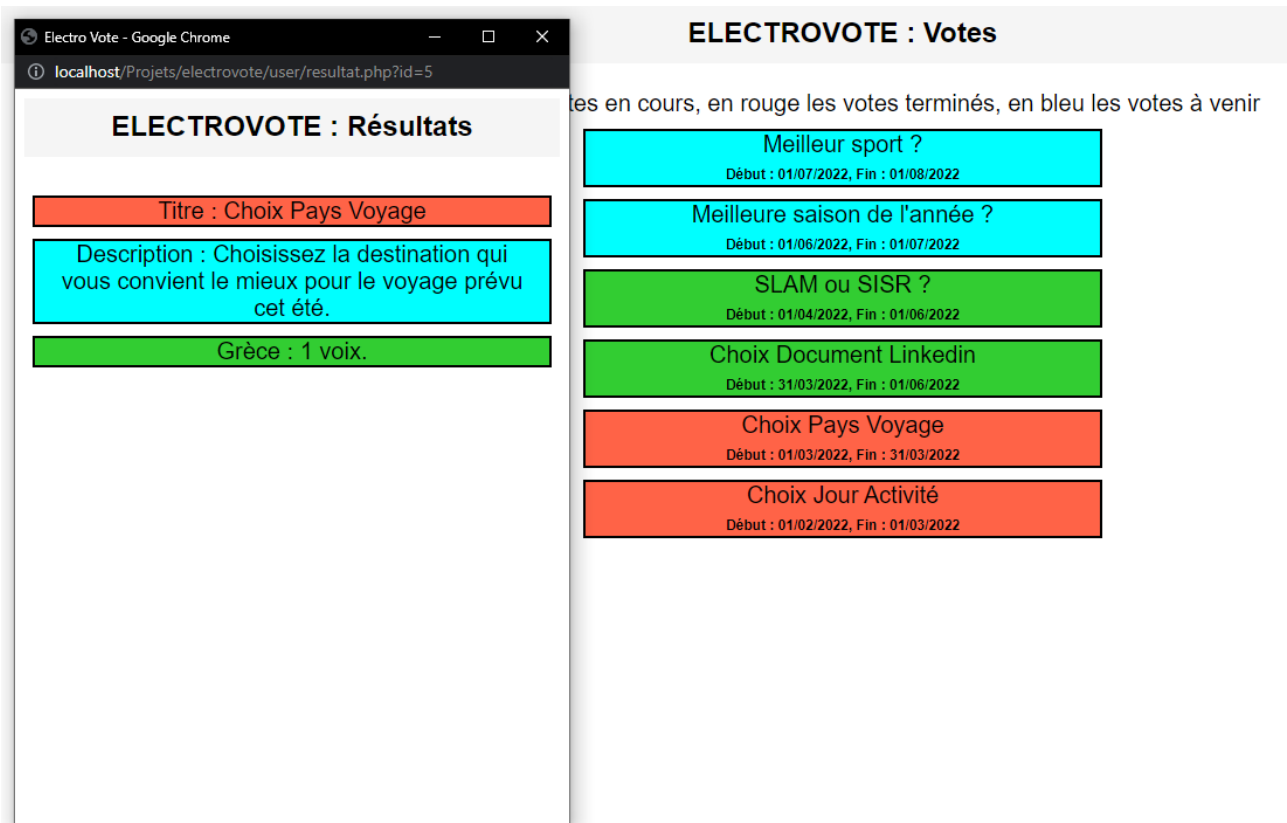 Electro Vote - Google Chrome
localhost/Projets/electrovote/user/resultat.php?id=5
ELECTROVOTE : Résultats
Titre : Choix Pays Voyage
Description : Choisissez la destination qui
vous convient le mieux pour le voyage prévu
cet été.
Grèce : 1 voix.
ELECTROVOTE : Votes
en cours, en rouge les votes terminés, en bleu les votes à venir
Meilleur sport ?
Début : 01/07/2022, Fin : 01/08/2022
Meilleure saison de l'année ?
Début : 01/06/2022, Fin : 01/07/2022
SLAM ou SISR ?
Début : 01/04/2022, Fin : 01/06/2022
Choix Document Linkedin
Début : 31/03/2022, Fin : 01/06/2022
Choix Pays Voyage
Début : 01/03/2022, Fin : 31/03/2022
Choix Jour Activité
Début : 01/02/2022, Fin : 01/03/2022